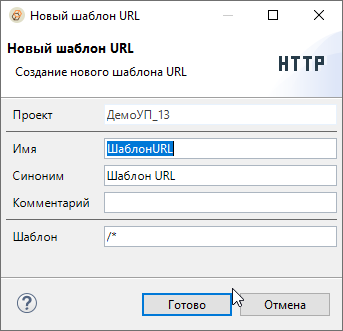 Новый шаблон URL
Новый шаблон URL
Создание нового шаблона URL
HTTP
Проект ДемоУП_13
Имя ШаблонURL
Синоним Шаблон URL
Комментарий
Шаблон /*
? Готово Отмена